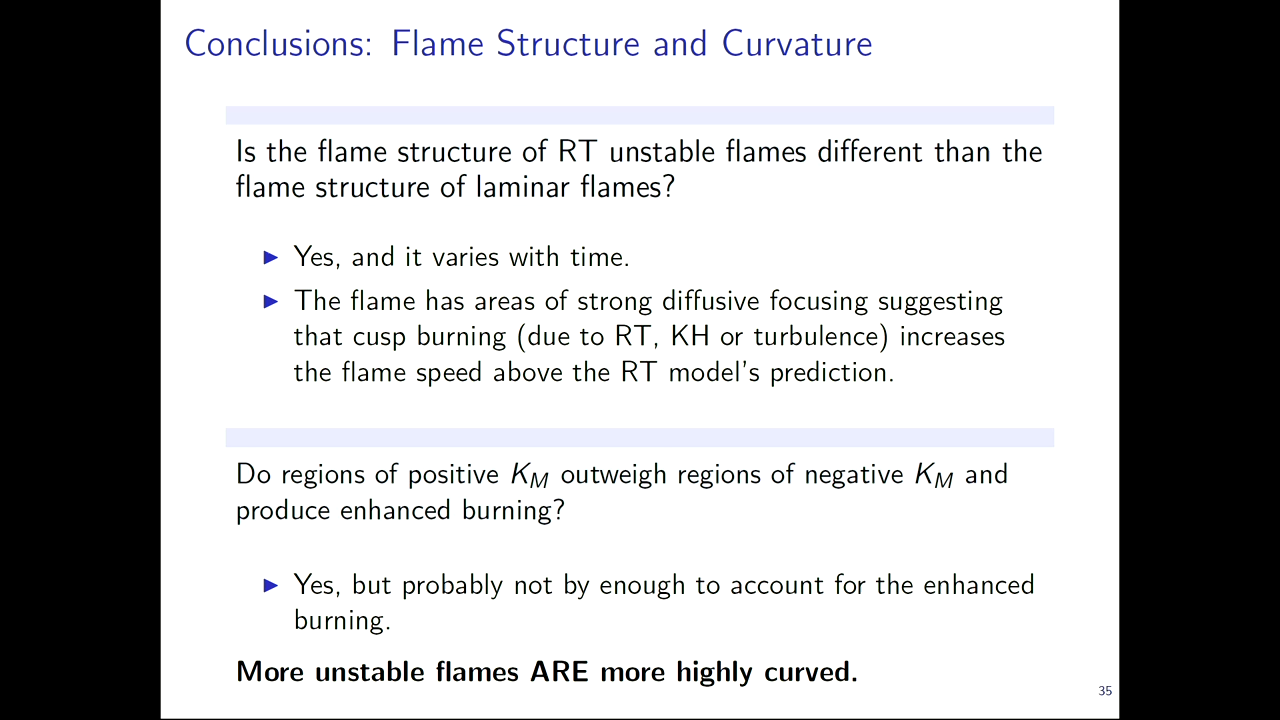 Conclusions: Flame Structure and Curvature
Is the flame structure of RT unstable flames different than the
flame structure of laminar flames?
▶ Yes, and it varies with time.
▶ The flame has areas of strong diffusive focusing suggesting
that cusp burning (due to RT, KH or turbulence) increases
the flame speed above the RT model's prediction.
Do regions of positive K_M outweigh regions of negative K_M and
produce enhanced burning?
▶ Yes, but probably not by enough to account for the enhanced
burning.
More unstable flames ARE more highly curved.
35